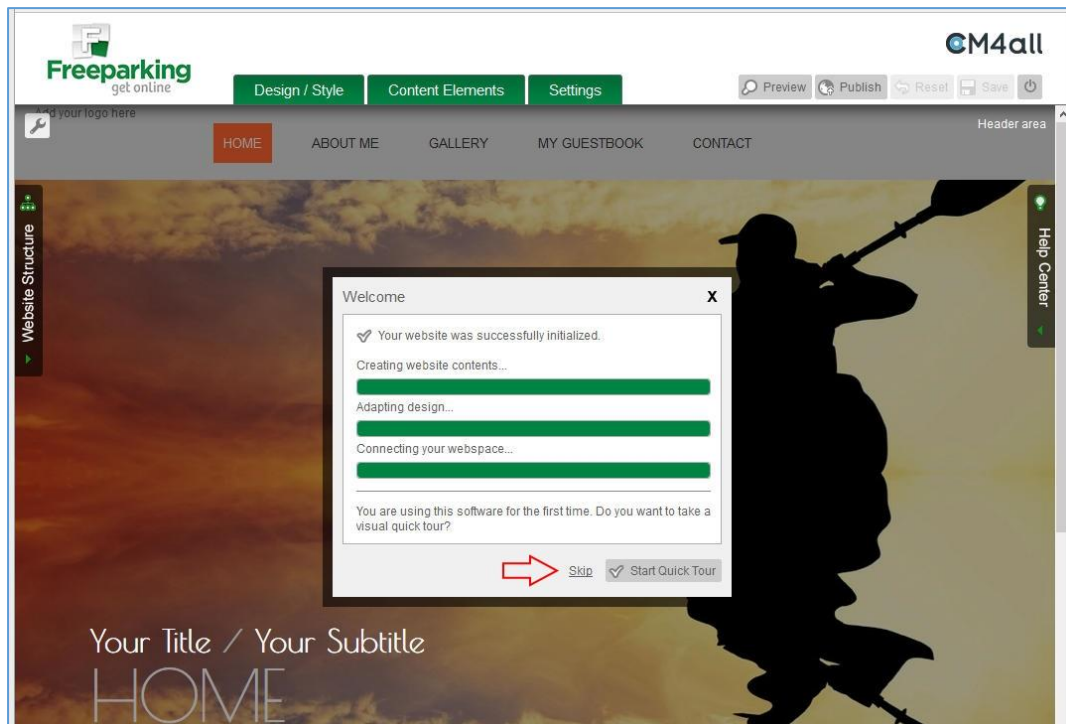 F
Freeparking
get online
CM4all
Design / Style
Content Elements
Settings
Preview
Publish
Reset
Save
Add your logo here
Header area
HOME
ABOUT ME
GALLERY
MY GUESTBOOK
CONTACT
Website Structure
Help Center
Welcome
X
Your website was successfully initialized.
Creating website contents...
Adapting design...
Connecting your webspace...
You are using this software for the first time. Do you want to take a
visual quick tour?
Skip
Start Quick Tour
Your Title / Your Subtitle
HOME